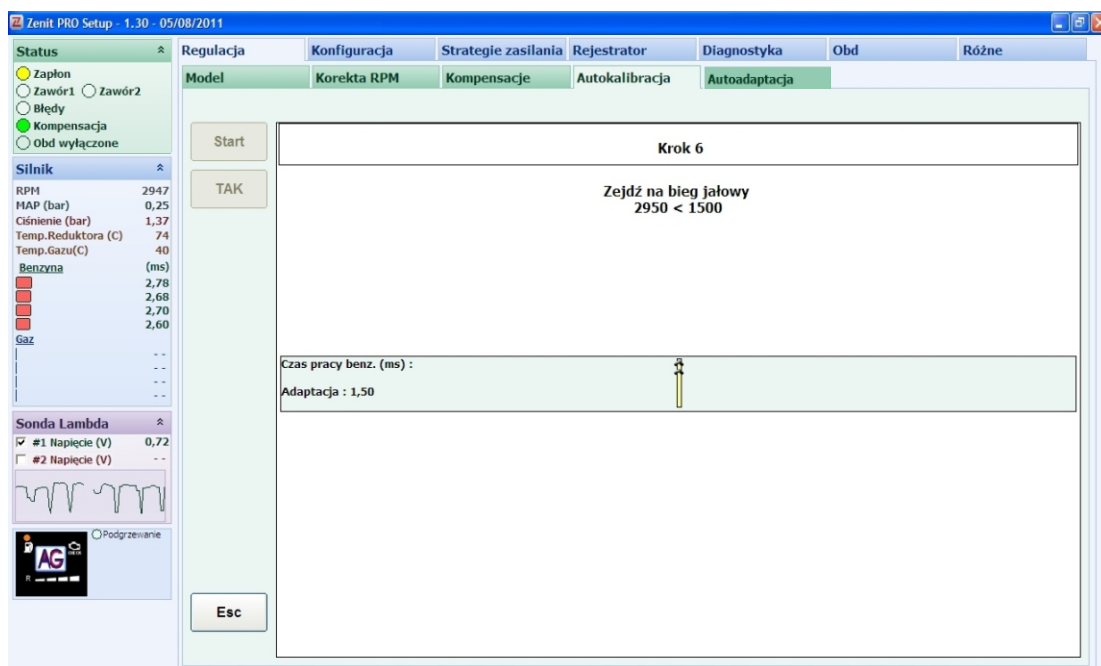 Zenit PRO Setup - 1.30 - 05/08/2011
Status
Zapłon
Zawór1 Zawór2
Błędy
Kompensacja
Obd wyłączone
Silnik
RPM 2947
MAP (bar) 0,25
Ciśnienie (bar) 1,37
Temp.Reduktora (C) 74
Temp.Gazu(C) 40
Benzyna (ms)
2,78
2,68
2,70
2,60
Gaz
- -
- -
- -
- -
Sonda Lambda
#1 Napięcie (V) 0,72
#2 Napięcie (V) - -
Podgrzewanie
AG
R
Regulacja Konfiguracja Strategie zasilania Rejestrator Diagnostyka Obd Różne
Model Korekta RPM Kompensacje Autokalibracja Autoadaptacja
Start
TAK
Krok 6
Zejdź na bieg jałowy
2950 < 1500
Czas pracy benz. (ms) :
Adaptacja : 1,50
Esc